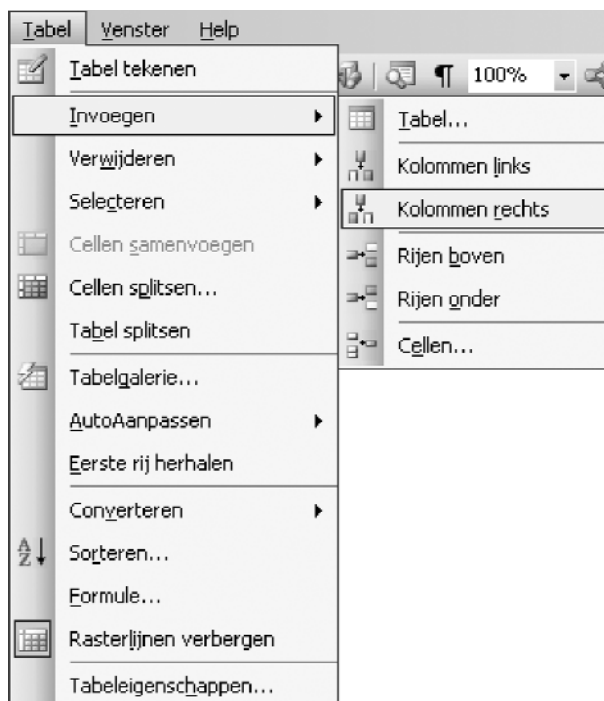 Tabel Venster Help
Tabel tekenen
Invoegen
Verwijderen
Selecteren
Cellen samenvoegen
Cellen splitsen...
Tabel splitsen
Tabelgalerie...
AutoAanpassen
Eerste rij herhalen
Converteren
Sorteren...
Formule...
Rasterlijnen verbergen
Tabeleigenschappen...
100%
Tabel...
Kolommen links
Kolommen rechts
Rijen boven
Rijen onder
Cellen...